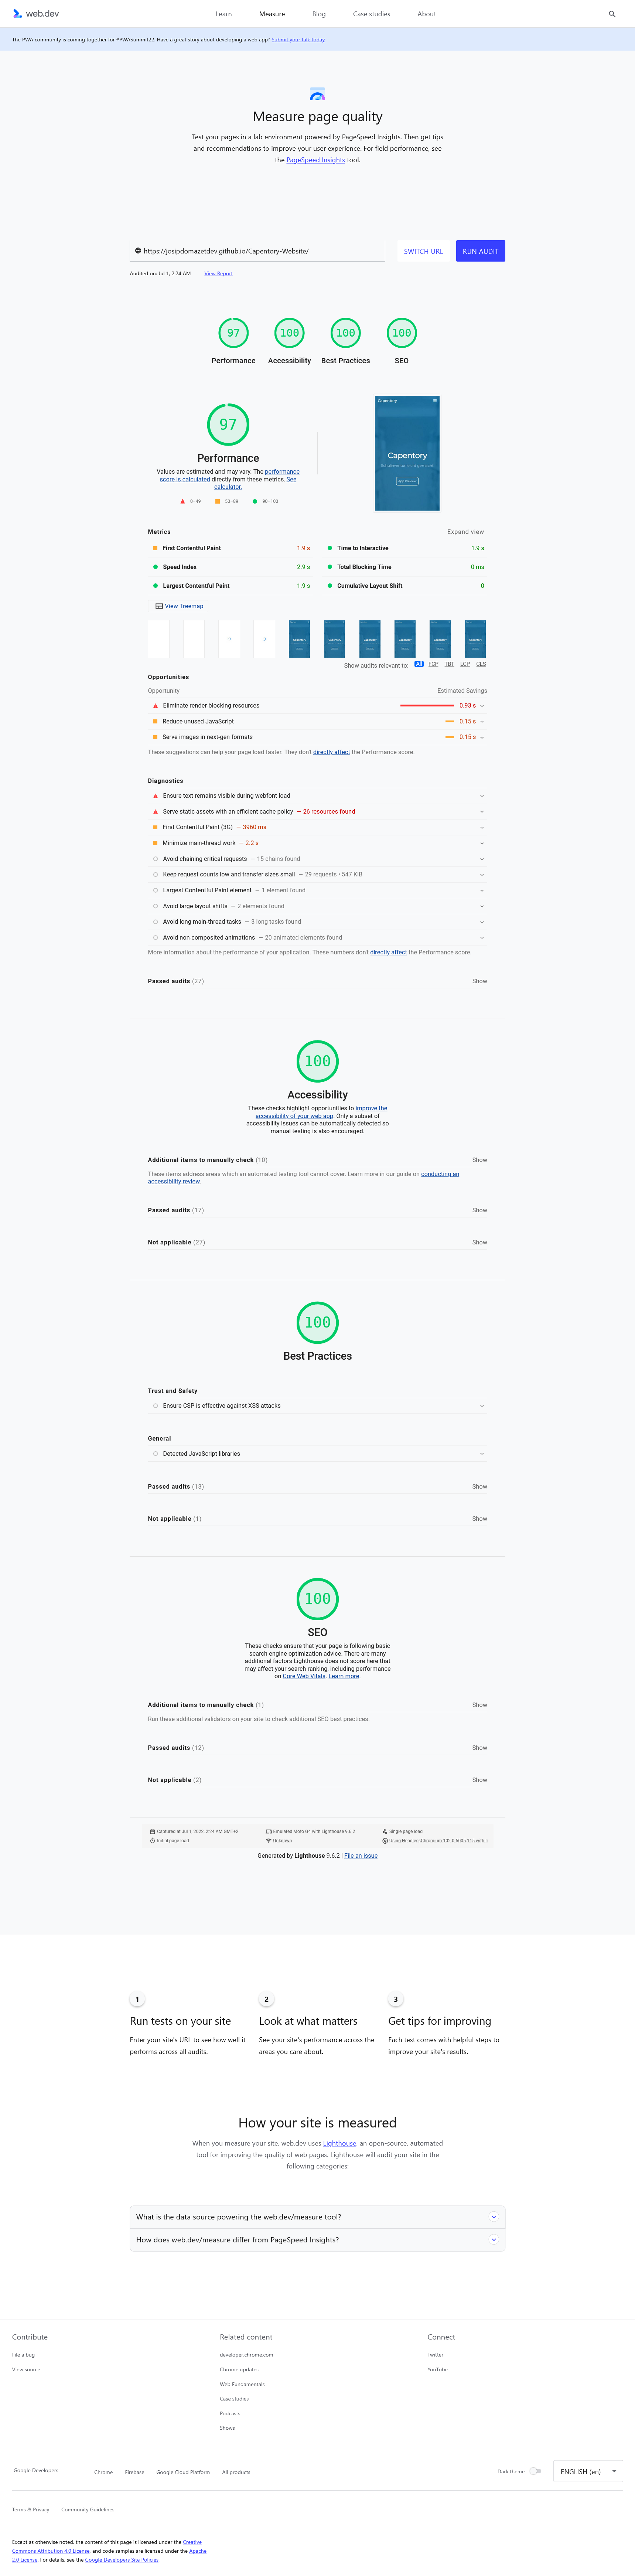 web.dev
Learn Measure Blog Case studies About
The PWA community is coming together for #PWASummit22. Have a great story about developing a web app? Submit your talk today
Measure page quality
Test your pages in a lab environment powered by PageSpeed Insights. Then get tips
and recommendations to improve your user experience. For field performance, see
the PageSpeed Insights tool.
https://josipdomazetdev.github.io/Capentory-Website/
SWITCH URL
RUN AUDIT
Audited on: Jul 1, 2:24 AM View Report
97 100 100 100
Performance Accessibility Best Practices SEO
97
Performance
Values are estimated and may vary. The performance
score is calculated directly from these metrics. See
calculator.
0–49 50–89 90–100
Capentory
Capentory
Metrics Expand view
First Contentful Paint 1.9 s
Time to Interactive 1.9 s
Speed Index 2.9 s
Total Blocking Time 0 ms
Largest Contentful Paint 1.9 s
Cumulative Layout Shift 0
View Treemap
Show audits relevant to: All FCP TBT LCP CLS
Opportunities
Opportunity Estimated Savings
Eliminate render-blocking resources 0.93 s
Reduce unused JavaScript 0.15 s
Serve images in next-gen formats 0.15 s
These suggestions can help your page load faster. They don't directly affect the Performance score.
Diagnostics
Ensure text remains visible during webfont load
Serve static assets with an efficient cache policy — 26 resources found
First Contentful Paint (3G) — 3960 ms
Minimize main-thread work — 2.2 s
Avoid chaining critical requests — 15 chains found
Keep request counts low and transfer sizes small — 29 requests • 547 KiB
Largest Contentful Paint element — 1 element found
Avoid large layout shifts — 2 elements found
Avoid long main-thread tasks — 3 long tasks found
Avoid non-composited animations — 20 animated elements found
More information about the performance of your application. These numbers don't directly affect the Performance score.
Passed audits (27) Show
100
Accessibility
These checks highlight opportunities to improve the
accessibility of your web app. Only a subset of
accessibility issues can be automatically detected so
manual testing is also encouraged.
Additional items to manually check (10) Show
These items address areas which an automated testing tool cannot cover. Learn more in our guide on conducting an
accessibility review.
Passed audits (17) Show
Not applicable (27) Show
100
Best Practices
Trust and Safety
Ensure CSP is effective against XSS attacks
General
Detected JavaScript libraries
Passed audits (13) Show
Not applicable (1) Show
100
SEO
These checks ensure that your page is following basic
search engine optimization advice. There are many
additional factors Lighthouse does not score here that
may affect your search ranking, including performance
on Core Web Vitals. Learn more.
Additional items to manually check (1) Show
Run these additional validators on your site to check additional SEO best practices.
Passed audits (12) Show
Not applicable (2) Show
Captured at Jul 1, 2022, 2:24 AM GMT+2 Emulated Moto G4 with Lighthouse 9.6.2 Single page load
Initial page load Unknown Using HeadlessChromium 102.0.5005.115 with lr
Generated by Lighthouse 9.6.2 | File an issue
1 2 3
Run tests on your site
Enter your site's URL to see how well it
performs across all audits.
Look at what matters
See your site's performance across the
areas you care about.
Get tips for improving
Each test comes with helpful steps to
improve your site's results.
How your site is measured
When you measure your site, web.dev uses Lighthouse, an open-source, automated
tool for improving the quality of web pages. Lighthouse will audit your site in the
following categories:
What is the data source powering the web.dev/measure tool?
How does web.dev/measure differ from PageSpeed Insights?
Contribute
File a bug
View source
Related content
developer.chrome.com
Chrome updates
Web Fundamentals
Case studies
Podcasts
Shows
Connect
Twitter
YouTube
Google Developers Chrome Firebase Google Cloud Platform All products Dark theme ENGLISH (en)
Terms & Privacy Community Guidelines
Except as otherwise noted, the content of this page is licensed under the Creative
Commons Attribution 4.0 License, and code samples are licensed under the Apache
2.0 License. For details, see the Google Developers Site Policies.